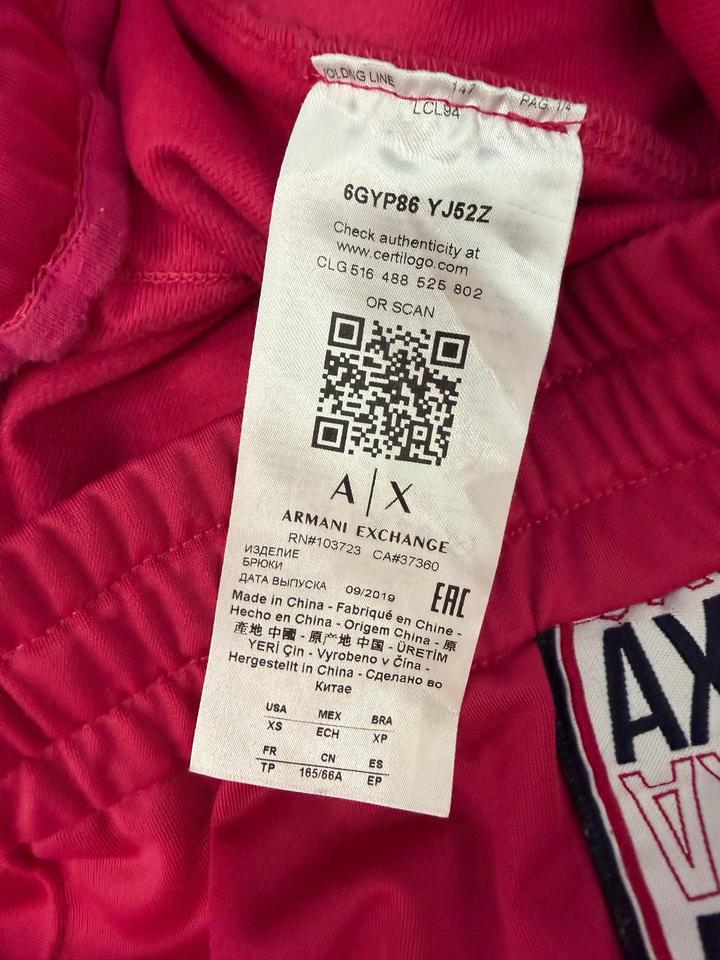 FOLDING LINE 147 PAG. 1/4
LCL94
6GYP86 YJ52Z
Check authenticity at
www.certilogo.com
CLG 516 488 525 802
OR SCAN
A|X
ARMANI EXCHANGE
RN#103723 CA#37360
ИЗДЕЛИЕ
БРЮКИ
ДАТА ВЫПУСКА 09/2019
EAC
Made in China - Fabriqué en Chine -
Hecho en China - Origem China - 原
產地 中國 - 原产地 中国 - ÜRETİM
YERİ Çin - Vyrobeno v Čína -
Hergestellt in China - Сделано во
Китае
USA MEX BRA
XS ECH XP
FR CN ES
TP 165/66A EP
AX